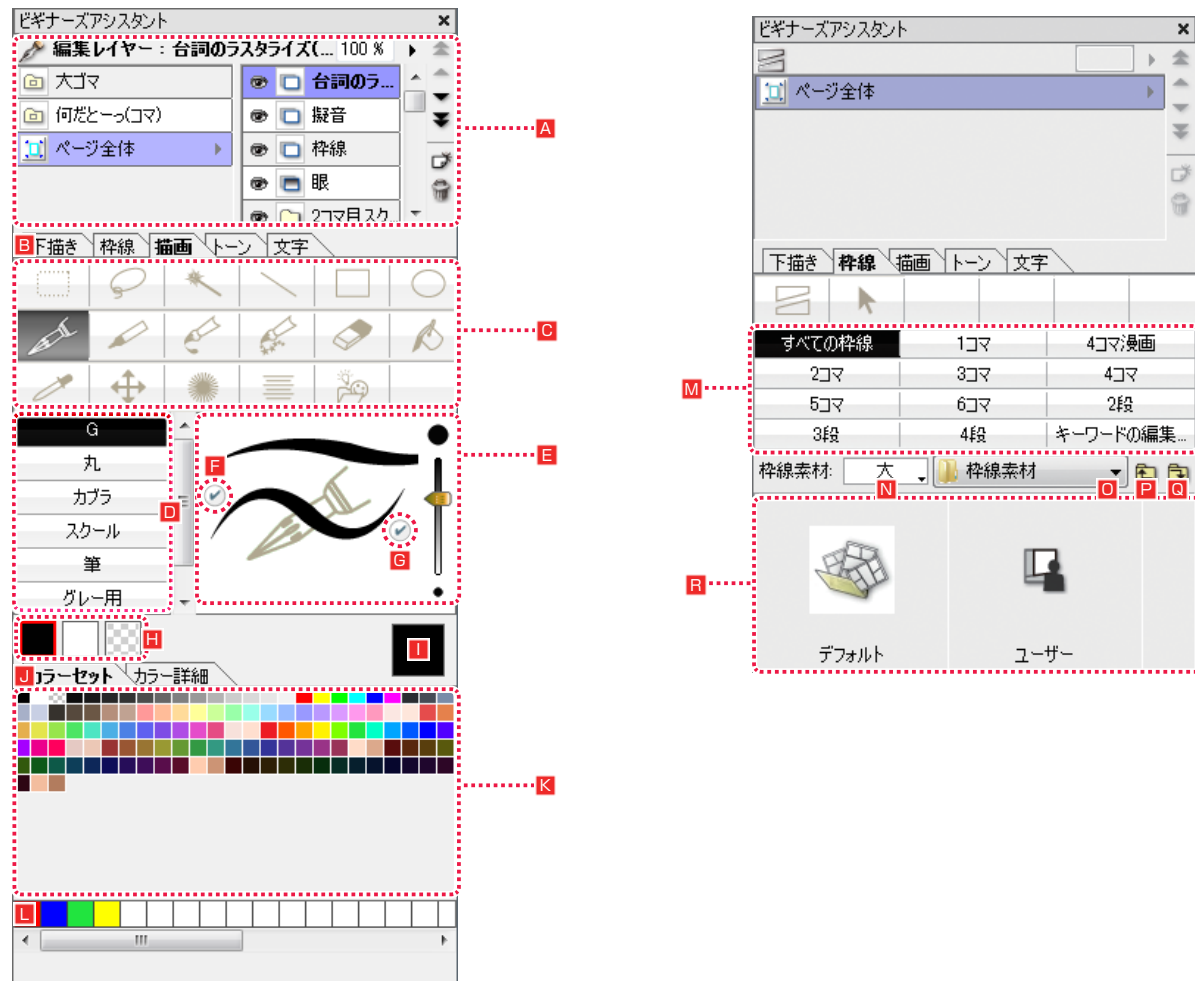 ビギナーズアシスタント
編集レイヤー : 台詞のラスタライズ(... 100 %
大ゴマ
何だとーっ(コマ)
ページ全体
台詞のラ...
擬音
枠線
眼
2コマ目スク...
A
B 下描き 枠線 描画 トーン 文字
C
G
丸
カブラ
スクール
筆
グレー用
D
E
F
G
H
I
J カラーセット カラー詳細
K
L
ビギナーズアシスタント
ページ全体
下描き 枠線 描画 トーン 文字
すべての枠線 1コマ 4コマ漫画
2コマ 3コマ 4コマ
5コマ 6コマ 2段
3段 4段 キーワードの編集...
M
枠線素材: 大 枠線素材
N O P Q
R
デフォルト ユーザー